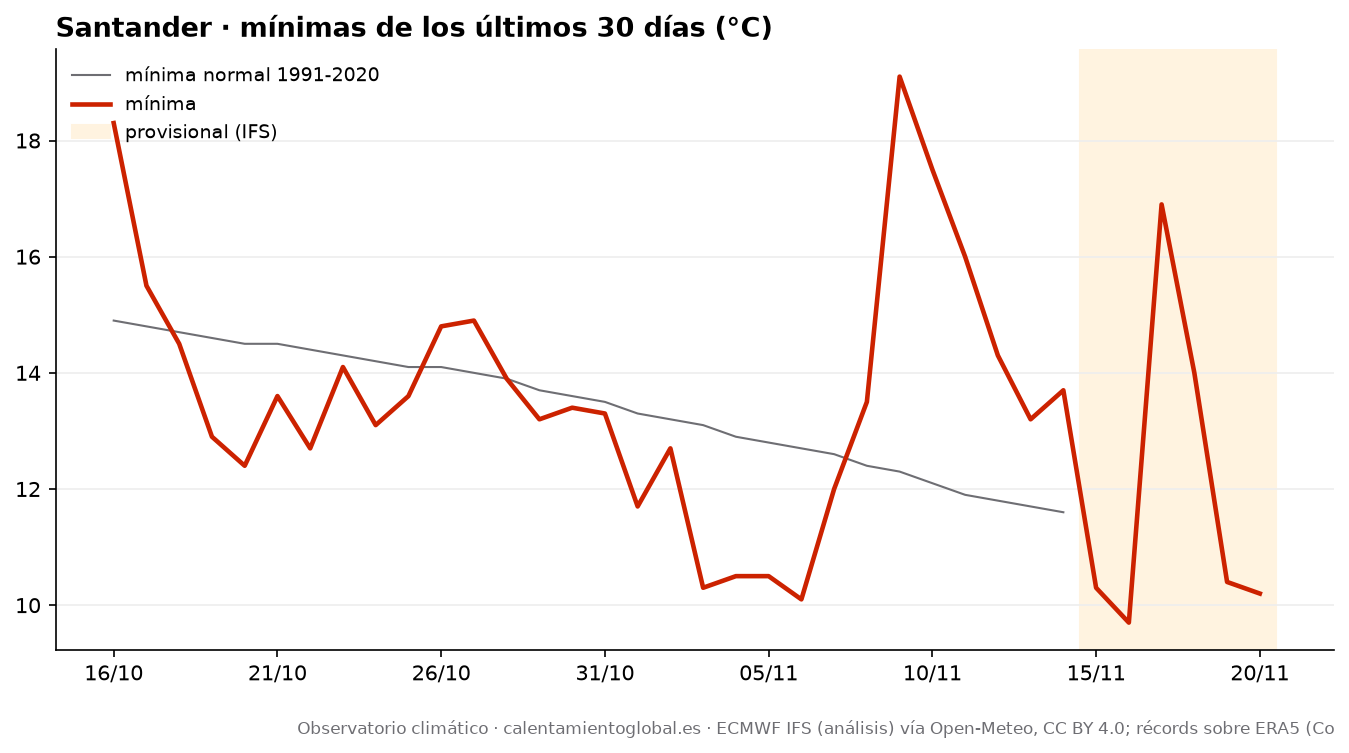 Santander · mínimas de los últimos 30 días (°C)
mínima normal 1991-2020
mínima
provisional (IFS)
18
16
14
12
10
16/10
21/10
26/10
31/10
05/11
10/11
15/11
20/11
Observatorio climático · calentamientoglobal.es · ECMWF IFS (análisis) vía Open-Meteo, CC BY 4.0; récords sobre ERA5 (Co